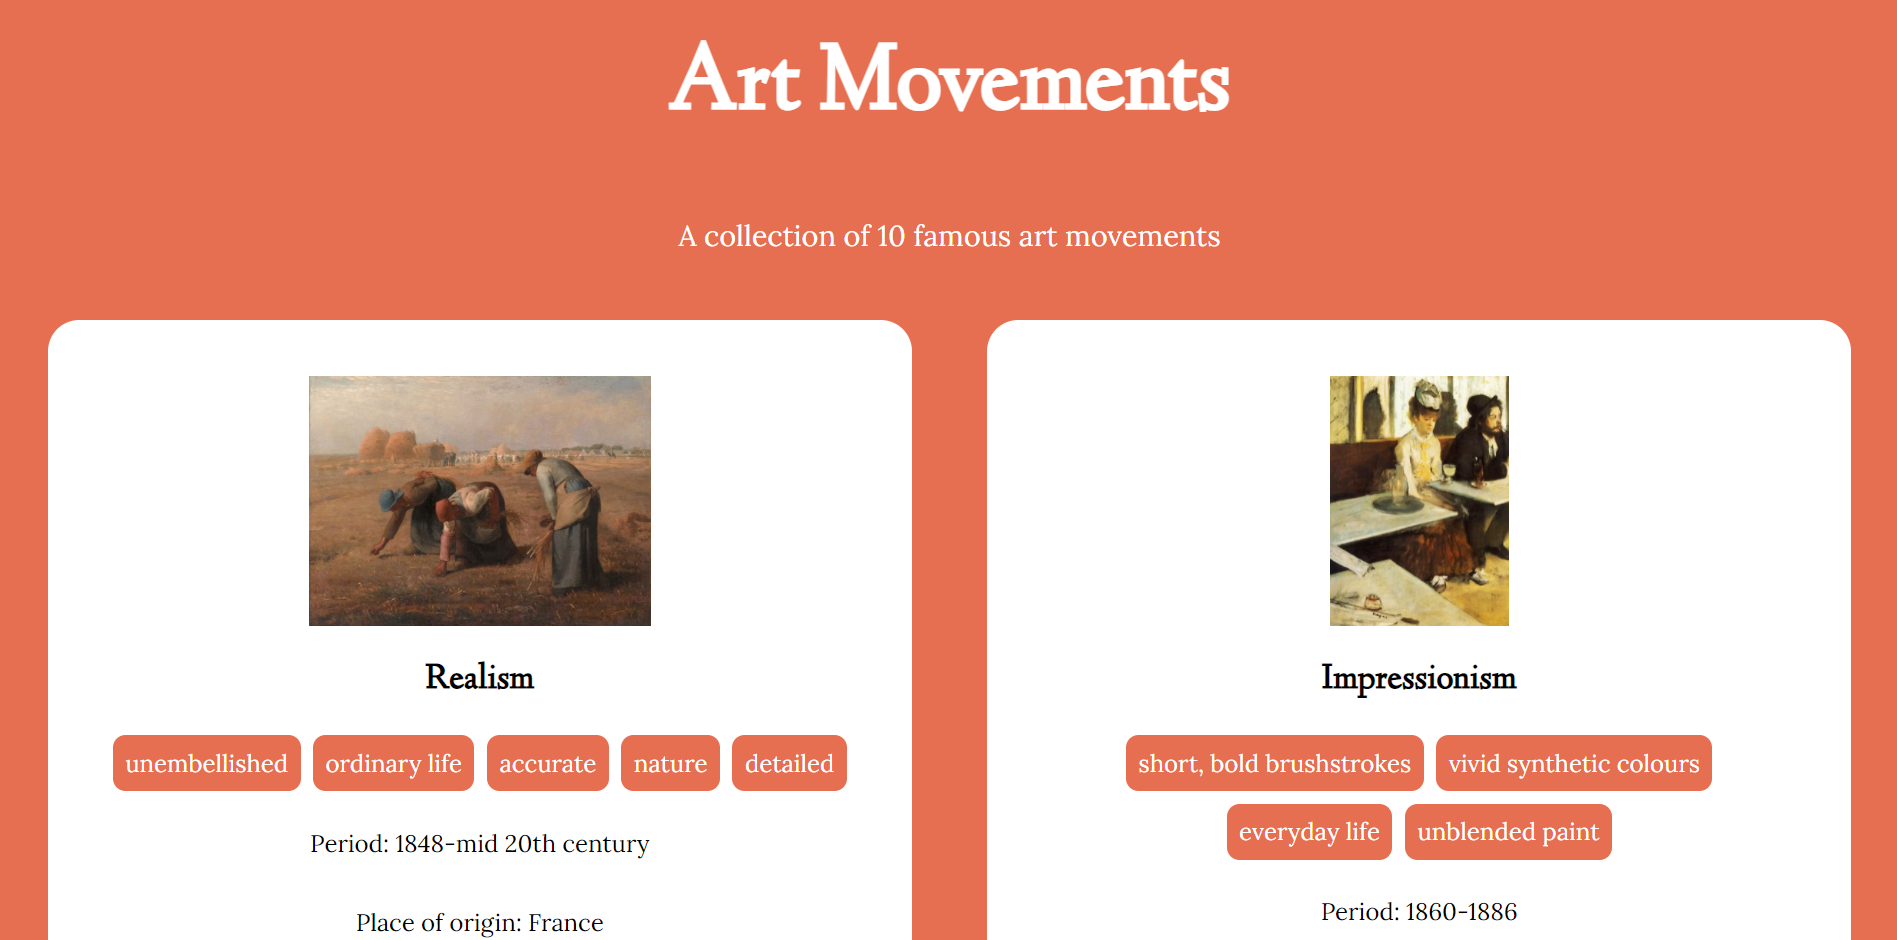 Art Movements
A collection of 10 famous art movements
Realism
unembellished ordinary life accurate nature detailed
Period: 1848-mid 20th century
Place of origin: France
Impressionism
short, bold brushstrokes vivid synthetic colours
everyday life unblended paint
Period: 1860-1886